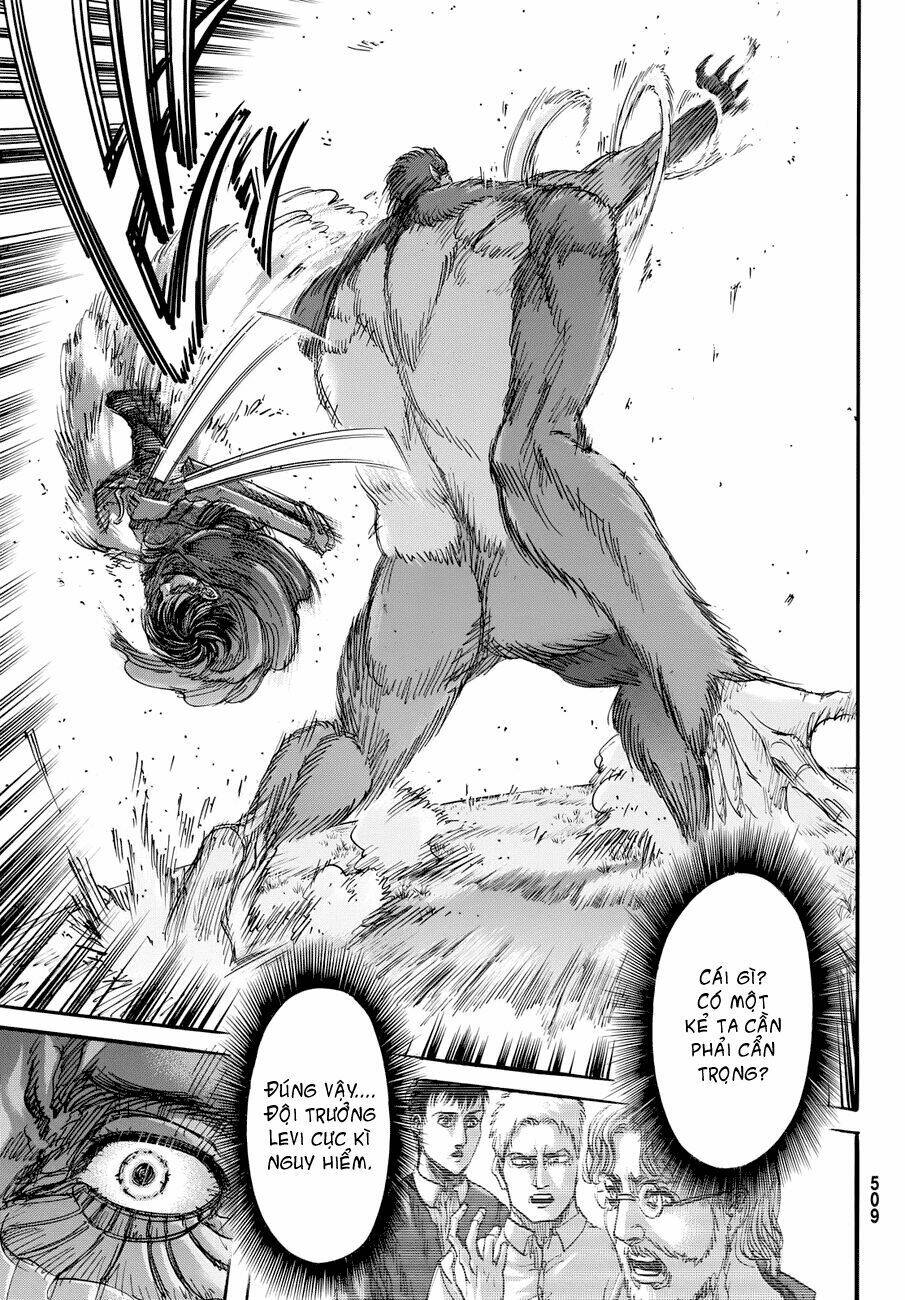 CÁI GÌ?
CÓ MỘT
KẺ TA CẦN
PHẢI CẨN
TRỌNG?
ĐÚNG VẬY....
ĐỘI TRƯỞNG
LEVI CỰC KÌ
NGUY HIỂM.
509